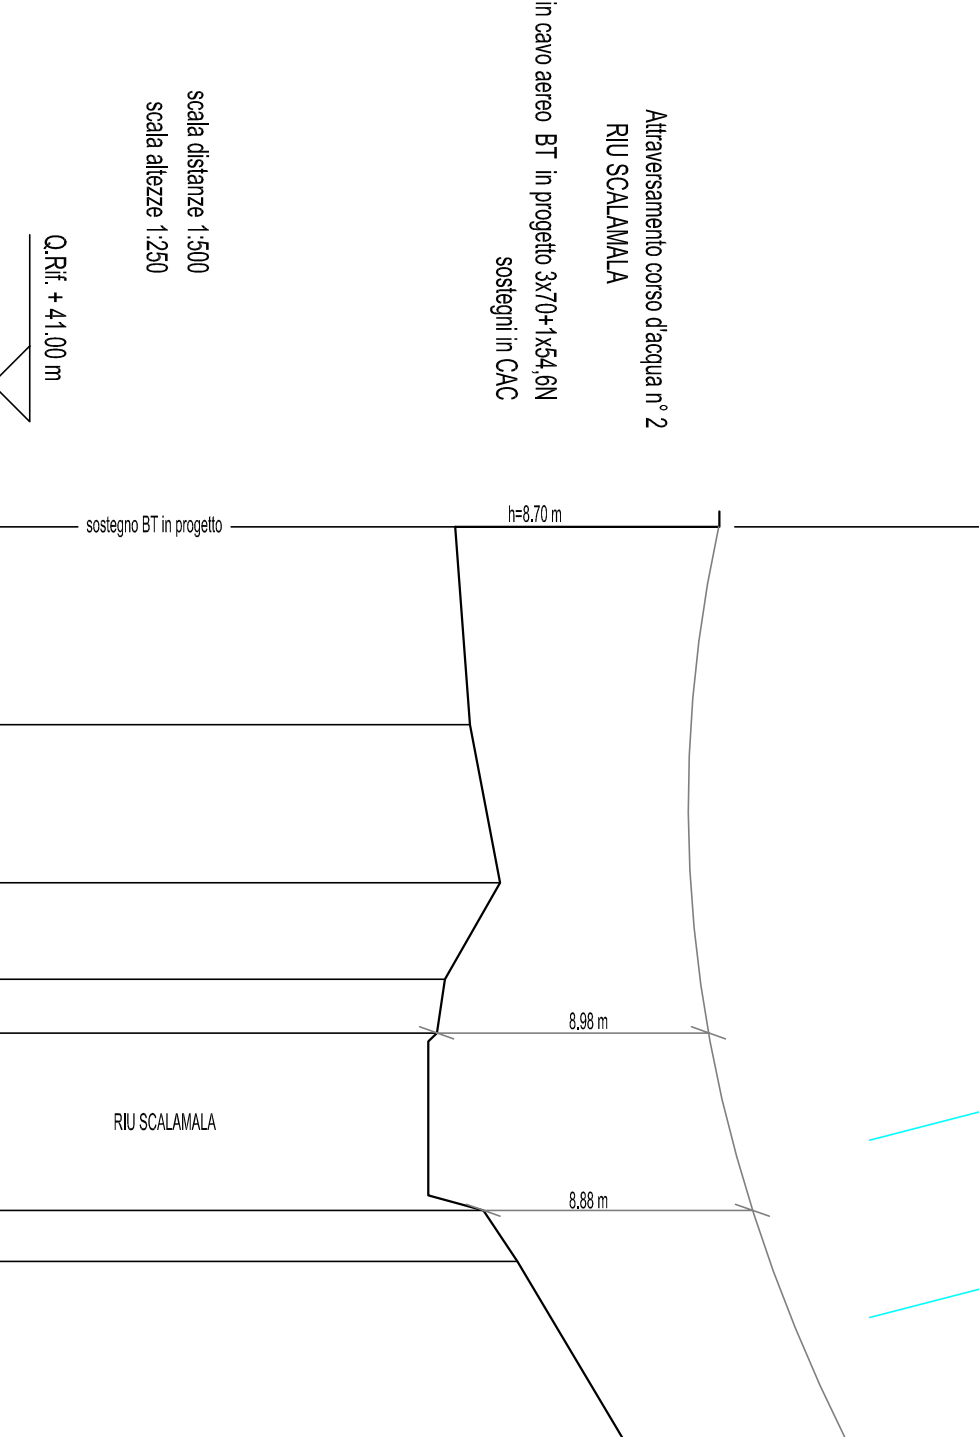 Attraversamento corso d'acqua n° 2
RIU SCALAMALA
in cavo aereo BT in progetto 3x70+1x54,6N
sostegni in CAC
scala distanze 1:500
scala altezze 1:250
Q.Rif. + 41.00 m
sostegno BT in progetto
h=8.70 m
8.98 m
RIU SCALAMALA
8.88 m